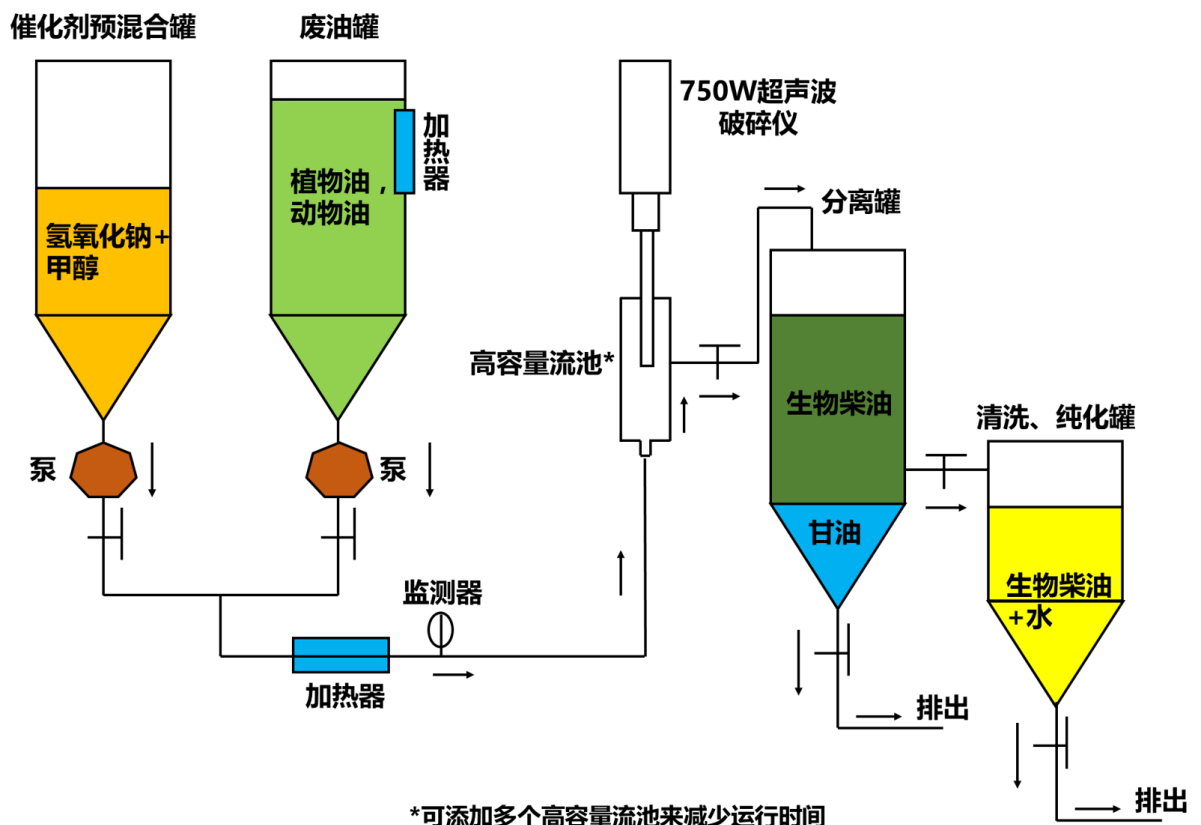 催化剂预混合罐
废油罐
750W超声波
破碎仪
加
热
器
植物油，
动物油
分离罐
氢氧化钠+
甲醇
高容量流池*
生物柴油
清洗、纯化罐
泵
泵
甘油
监测器
生物柴油
+水
加热器
排出
排出
*可添加多个高容量流池来减少运行时间